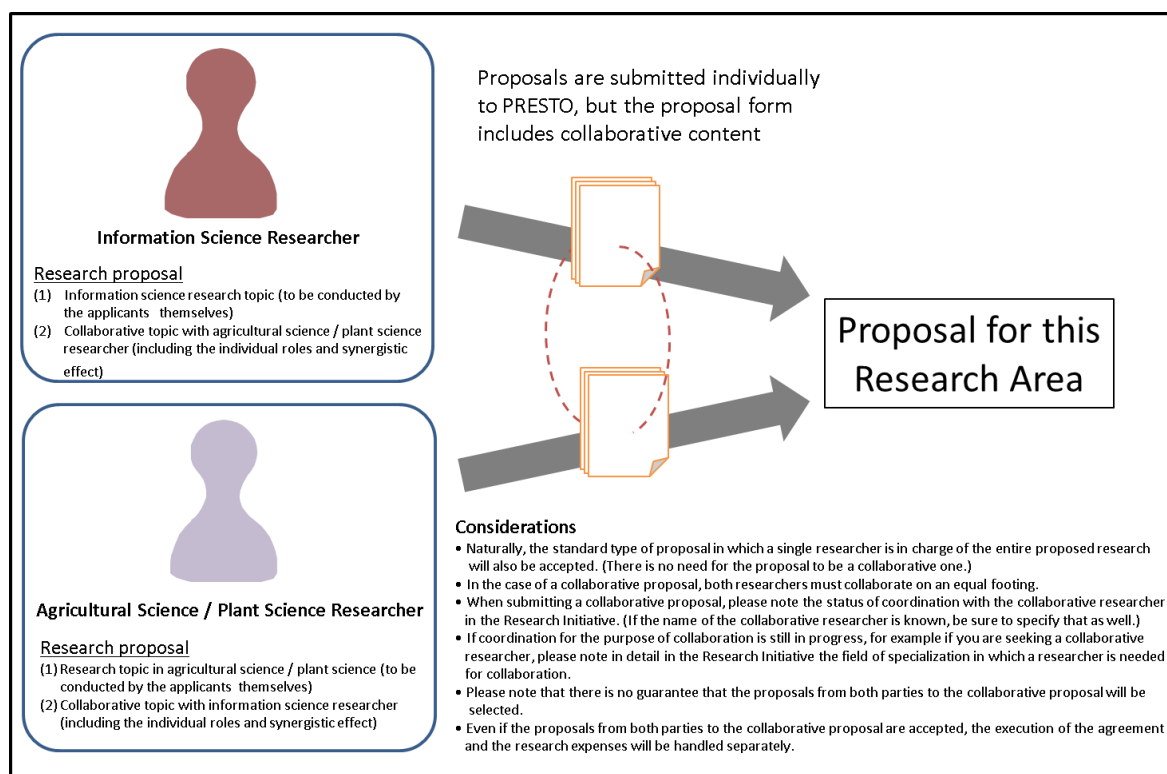 Information Science Researcher
Research proposal
(1) Information science research topic (to be conducted by
the applicants themselves)
(2) Collaborative topic with agricultural science / plant science
researcher (including the individual roles and synergistic
effect)
Agricultural Science / Plant Science Researcher
Research proposal
(1) Research topic in agricultural science / plant science (to be
conducted by the applicants themselves)
(2) Collaborative topic with information science researcher
(including the individual roles and synergistic effect)
Proposals are submitted individually
to PRESTO, but the proposal form
includes collaborative content
Proposal for this
Research Area
Considerations
• Naturally, the standard type of proposal in which a single researcher is in charge of the entire proposed research
will also be accepted. (There is no need for the proposal to be a collaborative one.)
• In the case of a collaborative proposal, both researchers must collaborate on an equal footing.
• When submitting a collaborative proposal, please note the status of coordination with the collaborative researcher
in the Research Initiative. (If the name of the collaborative researcher is known, be sure to specify that as well.)
• If coordination for the purpose of collaboration is still in progress, for example if you are seeking a collaborative
researcher, please note in detail in the Research Initiative the field of specialization in which a researcher is needed
for collaboration.
• Please note that there is no guarantee that the proposals from both parties to the collaborative proposal will be
selected.
• Even if the proposals from both parties to the collaborative proposal are accepted, the execution of the agreement
and the research expenses will be handled separately.